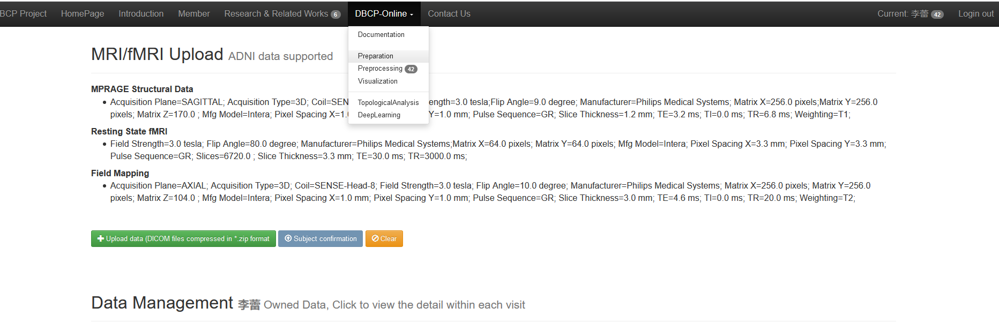 BCP Project HomePage Introduction Member Research & Related Works 6 DBCP-Online Contact Us Current: 李蕾 42 Login out
Documentation
Preparation
Preprocessing 42
Visualization
TopologicalAnalysis
DeepLearning
MRI/fMRI Upload ADNI data supported
MPRAGE Structural Data
Acquisition Plane=SAGITTAL; Acquisition Type=3D; Coil=SEN ength=3.0 tesla;Flip Angle=9.0 degree; Manufacturer=Philips Medical Systems; Matrix X=256.0 pixels;Matrix Y=256.0
pixels; Matrix Z=170.0 ; Mfg Model=Intera; Pixel Spacing X=1. Y=1.0 mm; Pulse Sequence=GR; Slice Thickness=1.2 mm; TE=3.2 ms; TI=0.0 ms; TR=6.8 ms; Weighting=T1;
Resting State fMRI
Field Strength=3.0 tesla; Flip Angle=80.0 degree; Manufacturer=Philips Medical Systems;Matrix X=64.0 pixels; Matrix Y=64.0 pixels; Mfg Model=Intera; Pixel Spacing X=3.3 mm; Pixel Spacing Y=3.3 mm;
Pulse Sequence=GR; Slices=6720.0 ; Slice Thickness=3.3 mm; TE=30.0 ms; TR=3000.0 ms;
Field Mapping
Acquisition Plane=AXIAL; Acquisition Type=3D; Coil=SENSE-Head-8; Field Strength=3.0 tesla; Flip Angle=10.0 degree; Manufacturer=Philips Medical Systems; Matrix X=256.0 pixels; Matrix Y=256.0
pixels; Matrix Z=104.0 ; Mfg Model=Intera; Pixel Spacing X=1.0 mm; Pixel Spacing Y=1.0 mm; Pulse Sequence=GR; Slice Thickness=3.0 mm; TE=4.6 ms; TI=0.0 ms; TR=20.0 ms; Weighting=T2;
Upload data (DICOM files compressed in *.zip format Subject confirmation Clear
Data Management 李蕾 Owned Data, Click to view the detail within each visit